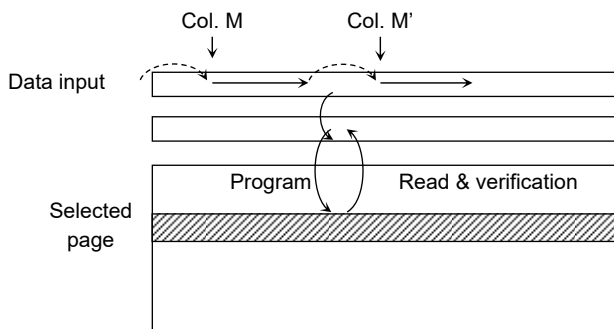 Col. M
Col. M’
Data input
Program
Read & verification
Selected
page